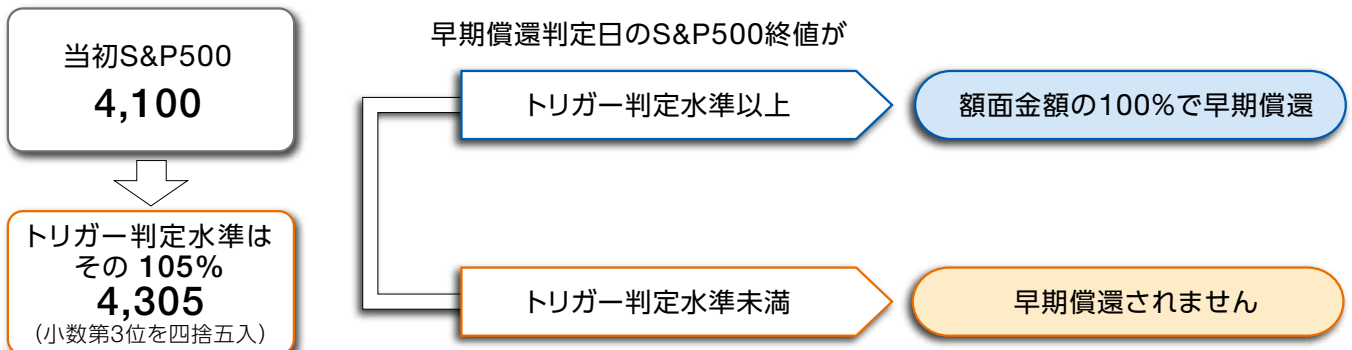 当初S&P500
4,100
トリガー判定水準は
その 105%
4,305
(小数第3位を四捨五入)
早期償還判定日のS&P500終値が
トリガー判定水準以上
額面金額の100%で早期償還
トリガー判定水準未満
早期償還されません